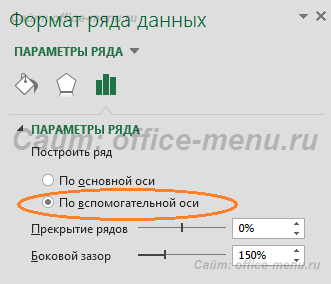 Формат ряда данных
ПАРАМЕТРЫ РЯДА
ПАРАМЕТРЫ РЯДА
Сайт: office-menu.ru
Построить ряд
По основной оси
По вспомогательной оси
Прекрытие рядов 0%
Боковой зазор 150%
Сайт: office-menu.ru